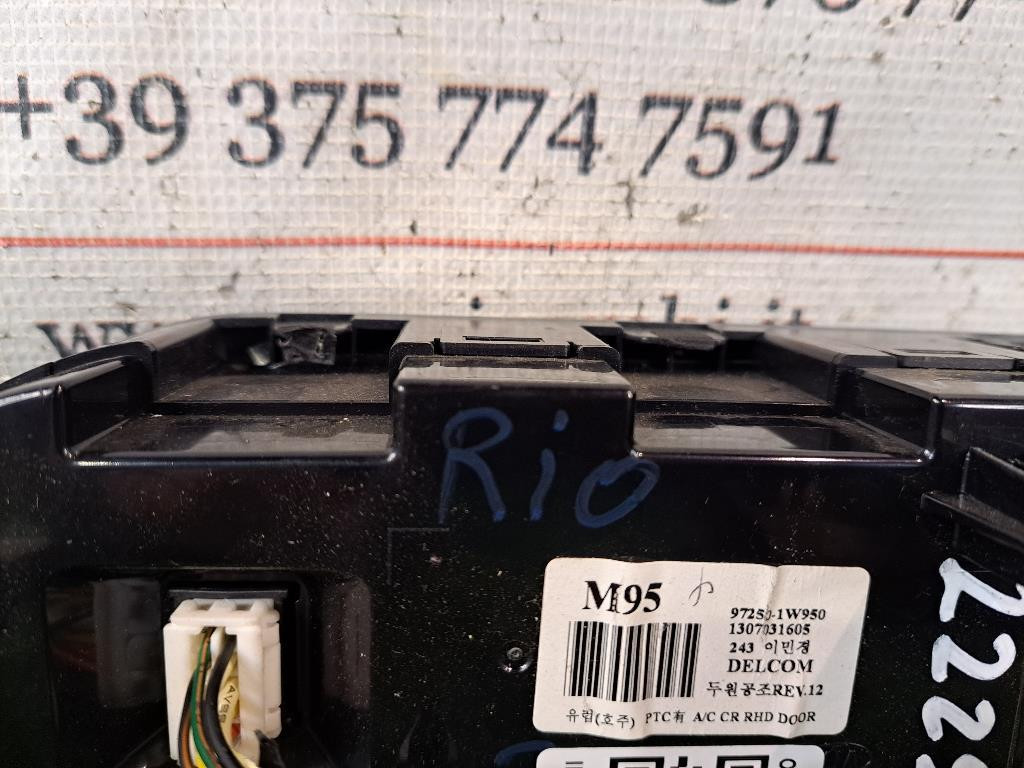 +39 375 774 7591
Rio
M95
97250-1W950
1307031605
243 이민정
DELCOM
두원공조REV.12
유럽(호주) PTC有 A/C CR RHD DOOR